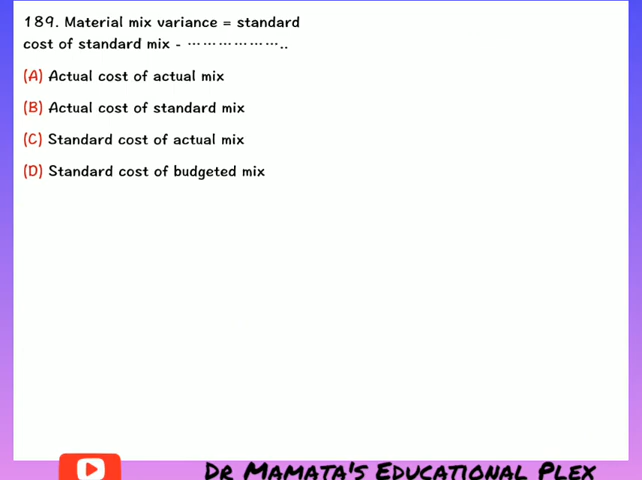 189. Material mix variance = standard
cost of standard mix - ………………..
(A) Actual cost of actual mix
(B) Actual cost of standard mix
(C) Standard cost of actual mix
(D) Standard cost of budgeted mix
Dr Mamata's Educational Plex